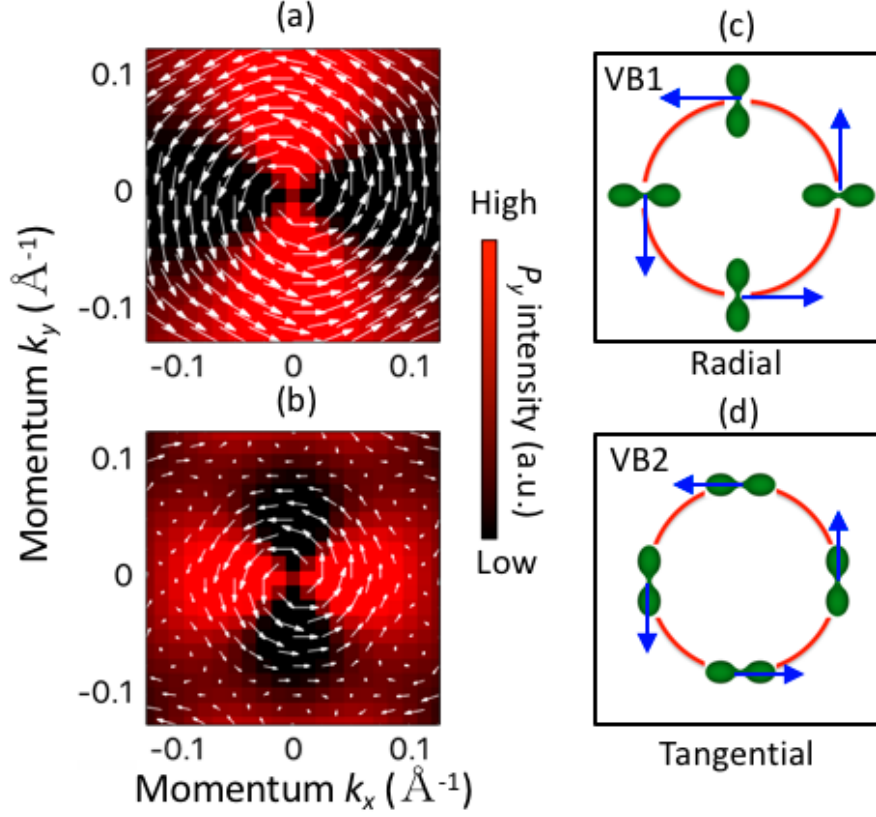 (a)
(c)
Momentum k_y (Å⁻¹)
0.1
0
-0.1
-0.1 0 0.1
High
P_y intensity (a.u.)
Low
VB1
Radial
(b)
(d)
0.1
0
-0.1
-0.1 0 0.1
Momentum k_x (Å⁻¹)
VB2
Tangential